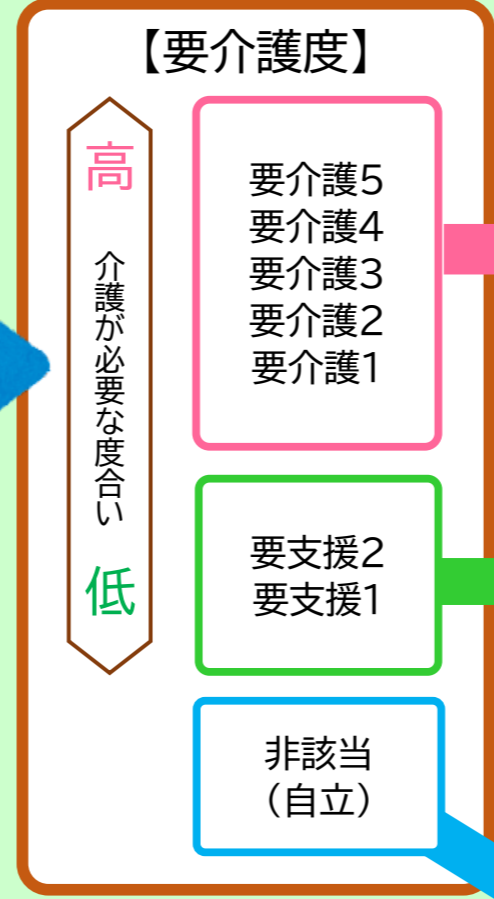 【要介護度】
高
介護が必要な度合い
低
要介護5
要介護4
要介護3
要介護2
要介護1
要支援2
要支援1
非該当
（自立）